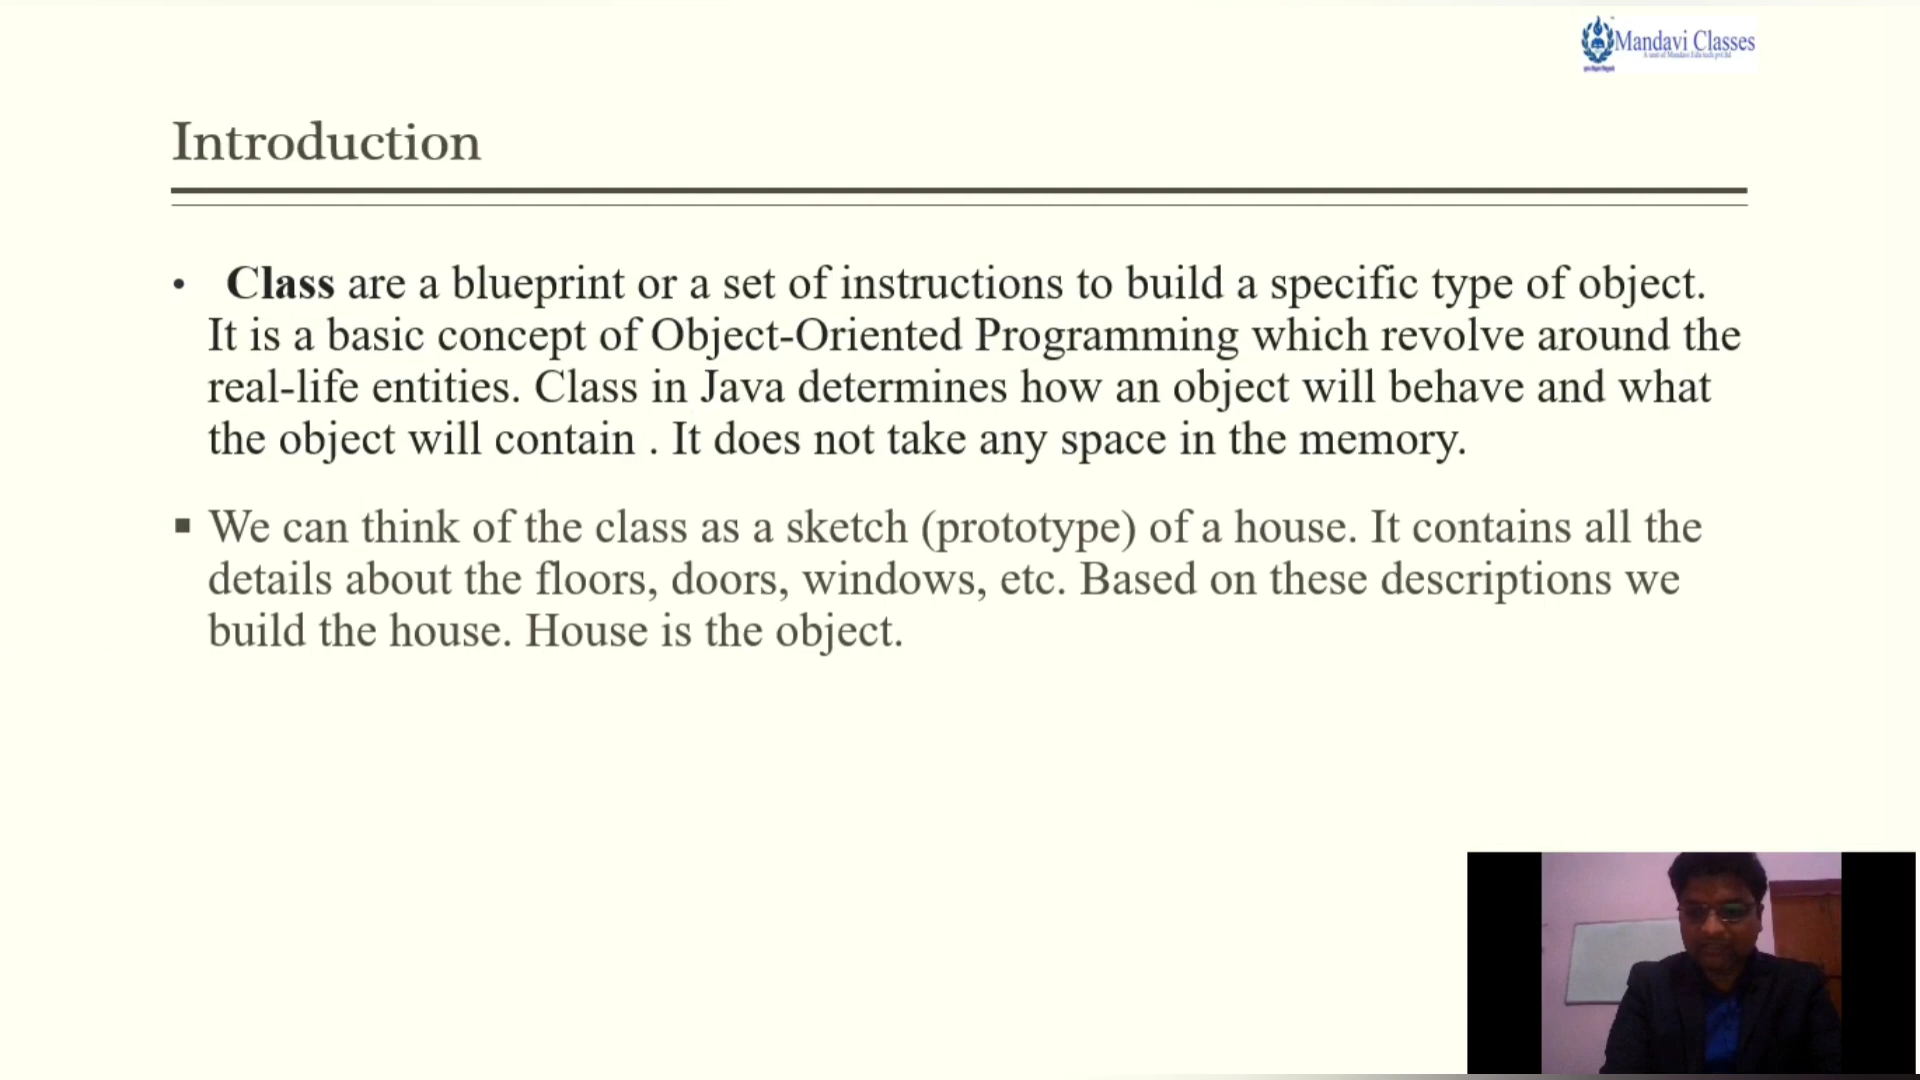 Mandavi Classes
Introduction
• Class are a blueprint or a set of instructions to build a specific type of object.
It is a basic concept of Object-Oriented Programming which revolve around the
real-life entities. Class in Java determines how an object will behave and what
the object will contain . It does not take any space in the memory.
▪ We can think of the class as a sketch (prototype) of a house. It contains all the
details about the floors, doors, windows, etc. Based on these descriptions we
build the house. House is the object.